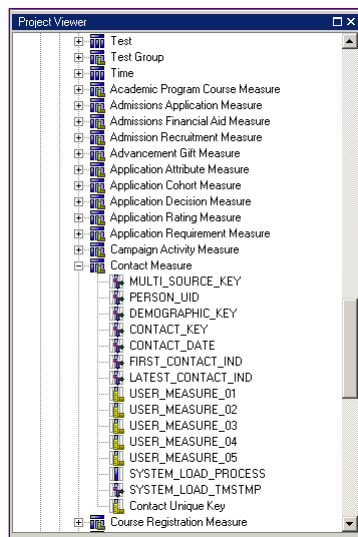 Project Viewer
Test
Test Group
Time
Academic Program Course Measure
Admissions Application Measure
Admissions Financial Aid Measure
Admission Recruitment Measure
Advancement Gift Measure
Application Attribute Measure
Application Cohort Measure
Application Decision Measure
Application Rating Measure
Application Requirement Measure
Campaign Activity Measure
Contact Measure
MULTI_SOURCE_KEY
PERSON_UID
DEMOGRAPHIC_KEY
CONTACT_KEY
CONTACT_DATE
FIRST_CONTACT_IND
LATEST_CONTACT_IND
USER_MEASURE_01
USER_MEASURE_02
USER_MEASURE_03
USER_MEASURE_04
USER_MEASURE_05
SYSTEM_LOAD_PROCESS
SYSTEM_LOAD_TMSTMP
Contact Unique Key
Course Registration Measure